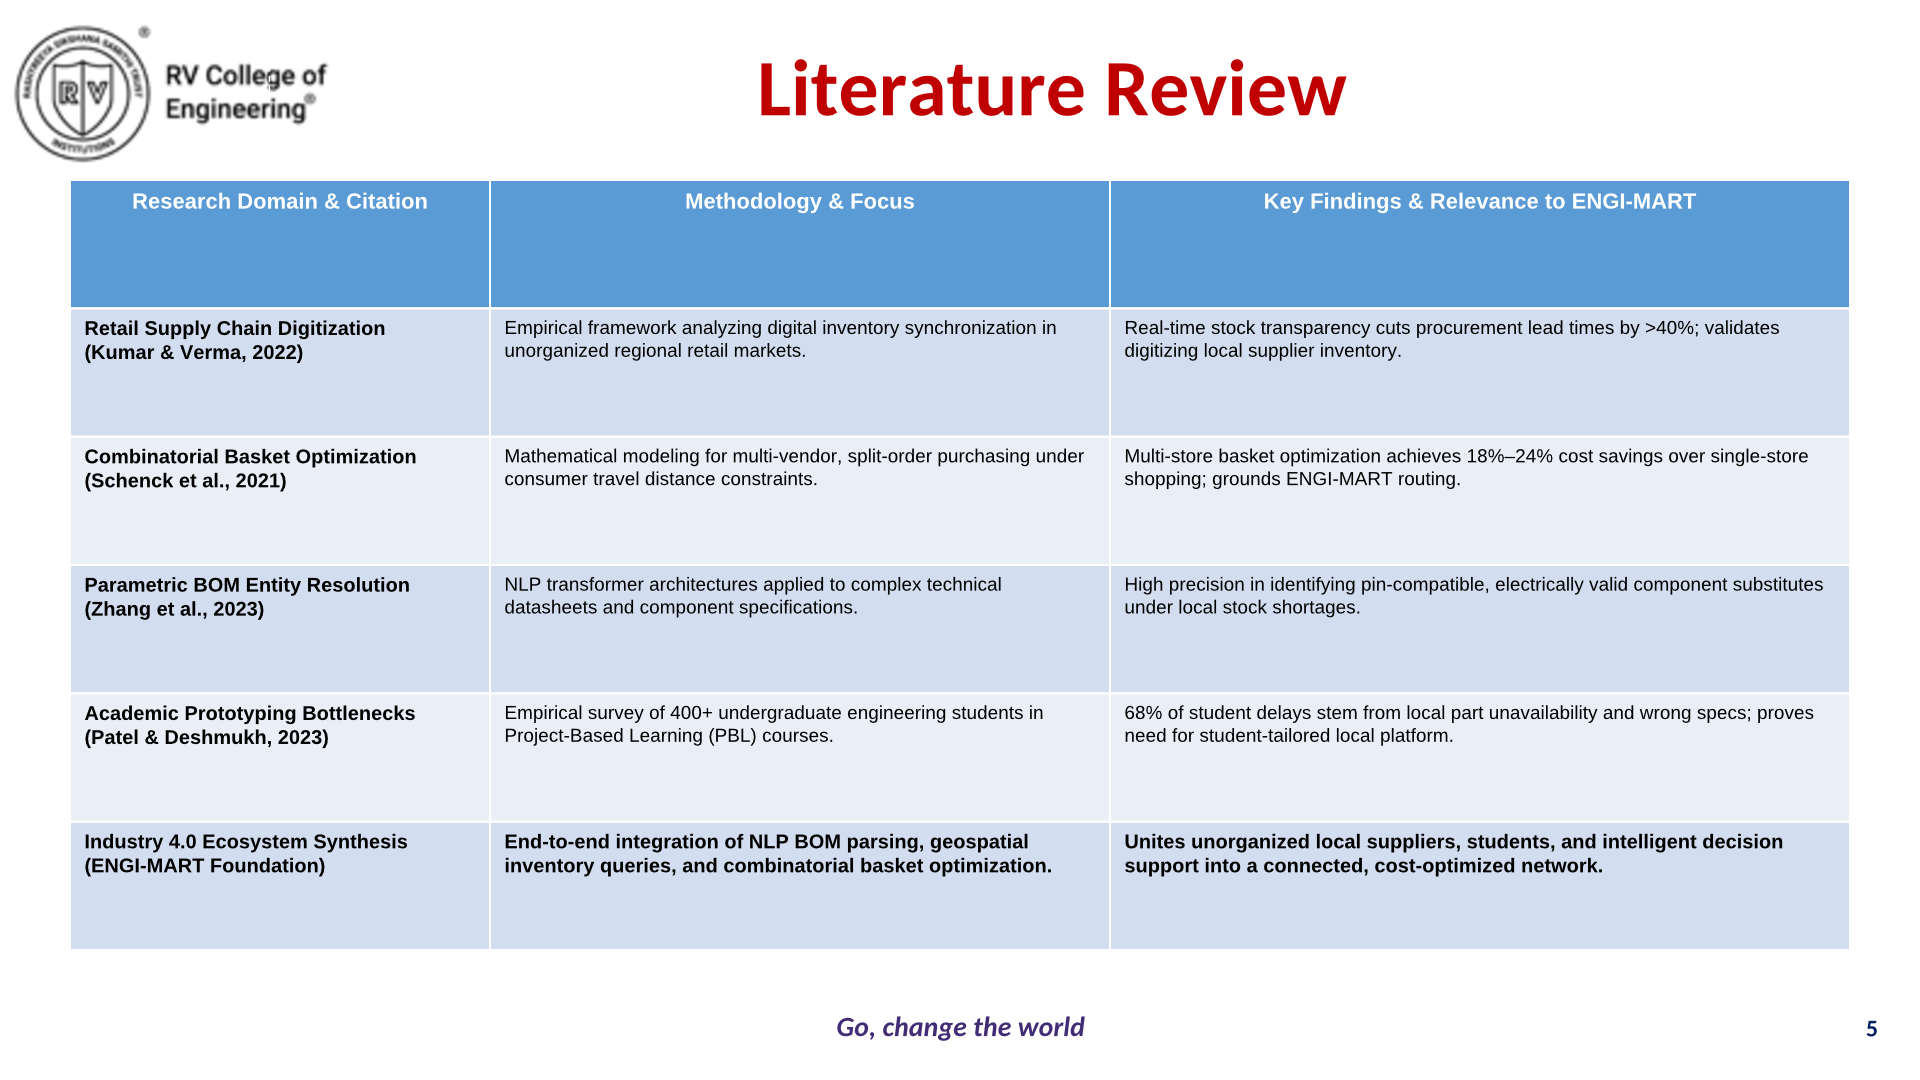 RASHTREEYA SIKSHANA SAMITHI TRUST
RV
INSTITUTIONS
®
RV College of
Engineering®
Literature Review
Research Domain & Citation
Methodology & Focus
Key Findings & Relevance to ENGI-MART
Retail Supply Chain Digitization
(Kumar & Verma, 2022)
Empirical framework analyzing digital inventory synchronization in
unorganized regional retail markets.
Real-time stock transparency cuts procurement lead times by >40%; validates
digitizing local supplier inventory.
Combinatorial Basket Optimization
(Schenck et al., 2021)
Mathematical modeling for multi-vendor, split-order purchasing under
consumer travel distance constraints.
Multi-store basket optimization achieves 18%–24% cost savings over single-store
shopping; grounds ENGI-MART routing.
Parametric BOM Entity Resolution
(Zhang et al., 2023)
NLP transformer architectures applied to complex technical
datasheets and component specifications.
High precision in identifying pin-compatible, electrically valid component substitutes
under local stock shortages.
Academic Prototyping Bottlenecks
(Patel & Deshmukh, 2023)
Empirical survey of 400+ undergraduate engineering students in
Project-Based Learning (PBL) courses.
68% of student delays stem from local part unavailability and wrong specs; proves
need for student-tailored local platform.
Industry 4.0 Ecosystem Synthesis
(ENGI-MART Foundation)
End-to-end integration of NLP BOM parsing, geospatial
inventory queries, and combinatorial basket optimization.
Unites unorganized local suppliers, students, and intelligent decision
support into a connected, cost-optimized network.
Go, change the world
5